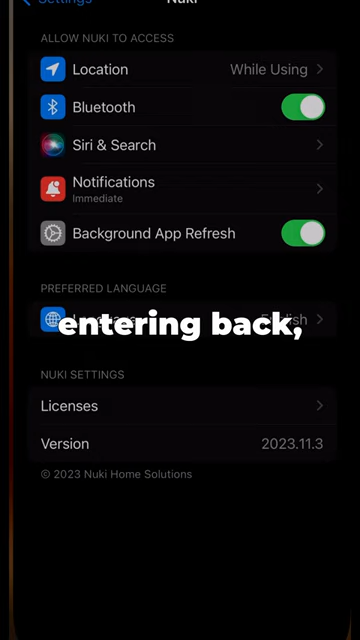 Settings
Nuki
ALLOW NUKI TO ACCESS
Location While Using
Bluetooth
Siri & Search
Notifications
Immediate
Background App Refresh
PREFERRED LANGUAGE
entering back,
NUKI SETTINGS
Licenses
Version 2023.11.3
© 2023 Nuki Home Solutions